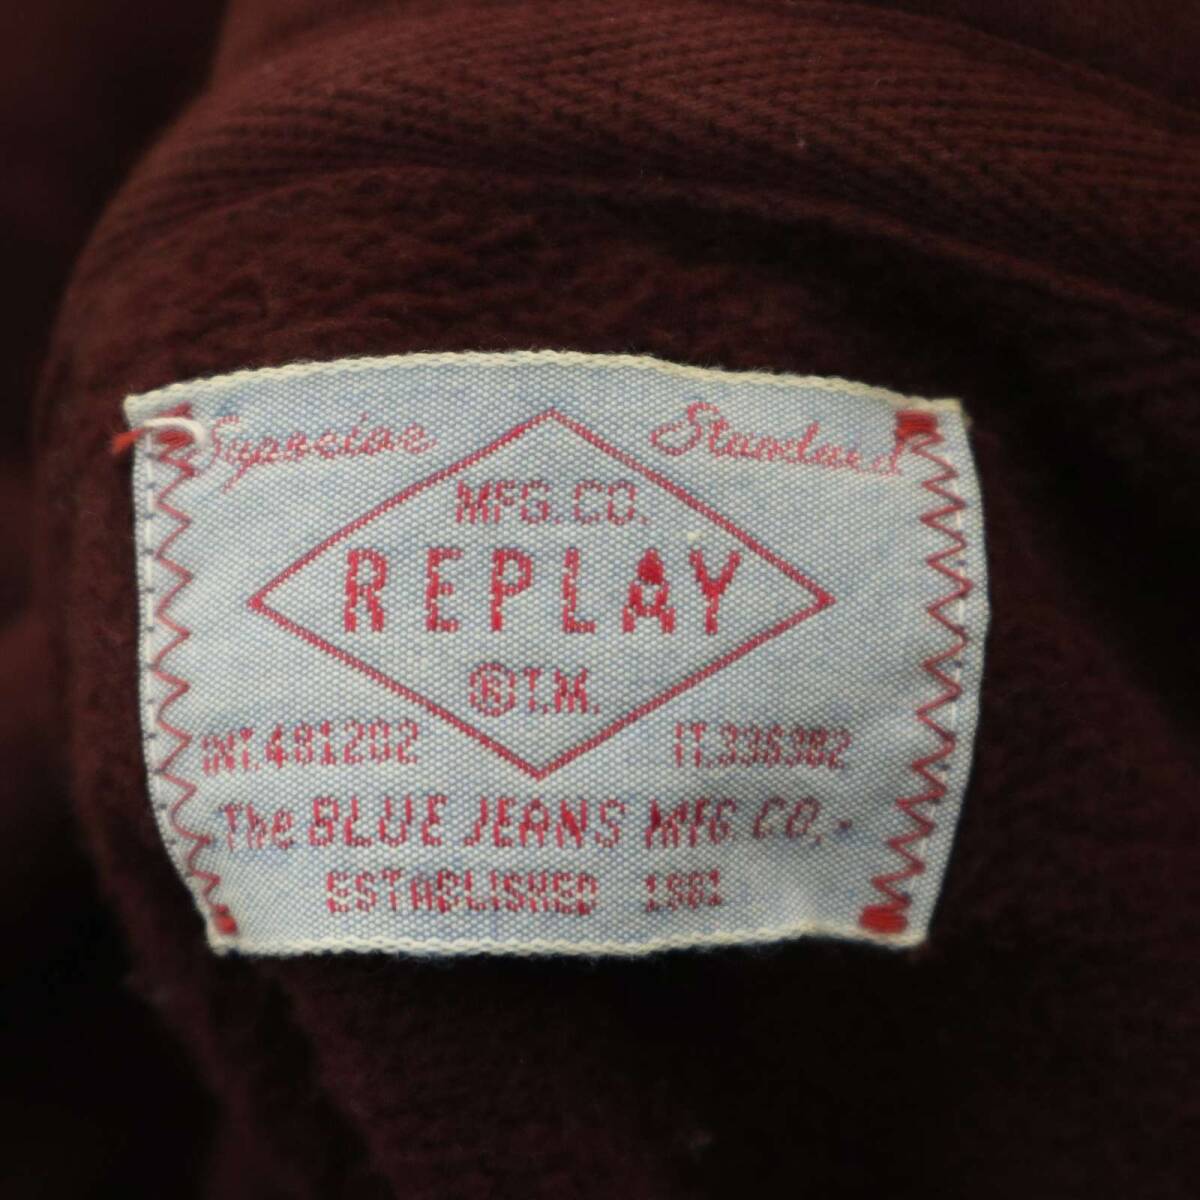 Superior Standard
MFG. CO.
REPLAY
®T.M.
INT. 481202 IT. 336382
The BLUE JEANS MFG CO,.
ESTABLISHED 1981